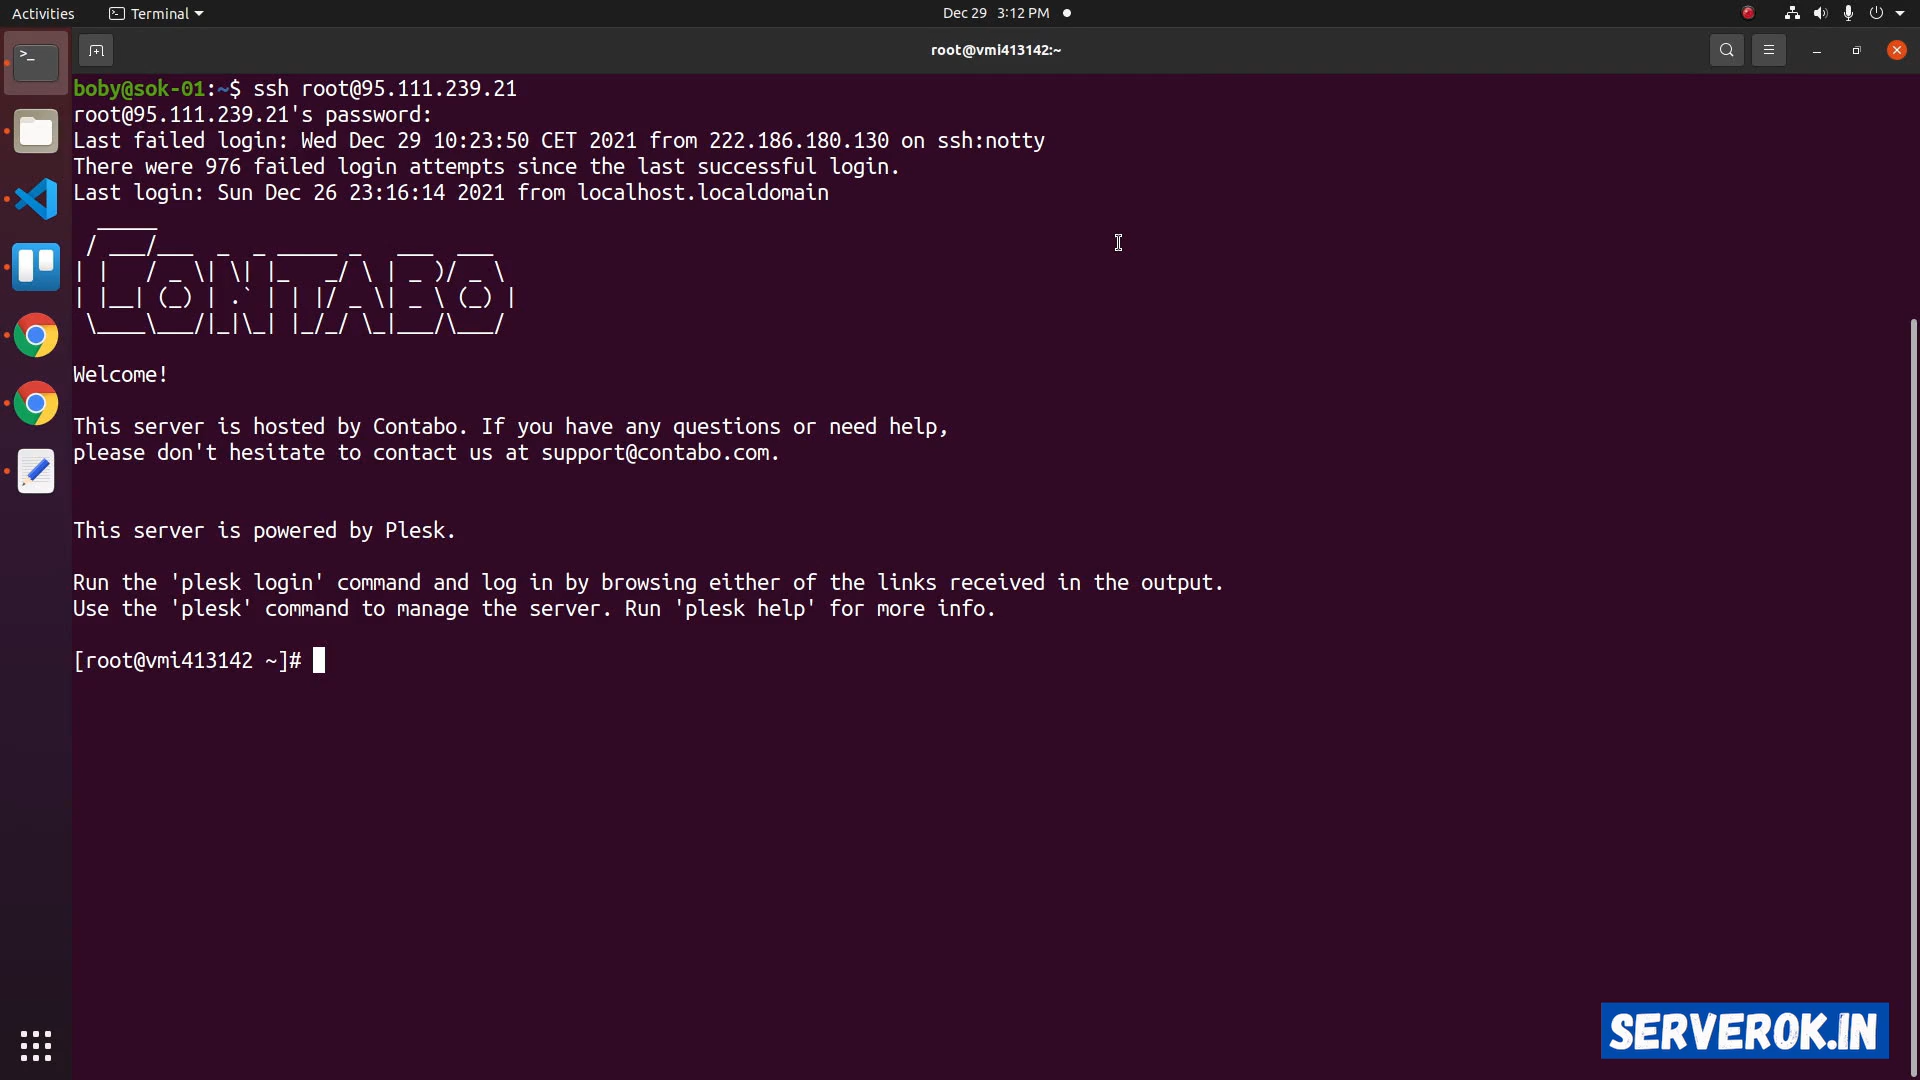 Activities Terminal Dec 29 3:12 PM
root@vmi413142:~
boby@sok-01:~$ ssh root@95.111.239.21
root@95.111.239.21's password:
Last failed login: Wed Dec 29 10:23:50 CET 2021 from 222.186.180.130 on ssh:notty
There were 976 failed login attempts since the last successful login.
Last login: Sun Dec 26 23:16:14 2021 from localhost.localdomain
CONTABO
Welcome!
This server is hosted by Contabo. If you have any questions or need help,
please don't hesitate to contact us at support@contabo.com.
This server is powered by Plesk.
Run the 'plesk login' command and log in by browsing either of the links received in the output.
Use the 'plesk' command to manage the server. Run 'plesk help' for more info.
[root@vmi413142 ~]#
SERVEROK.IN